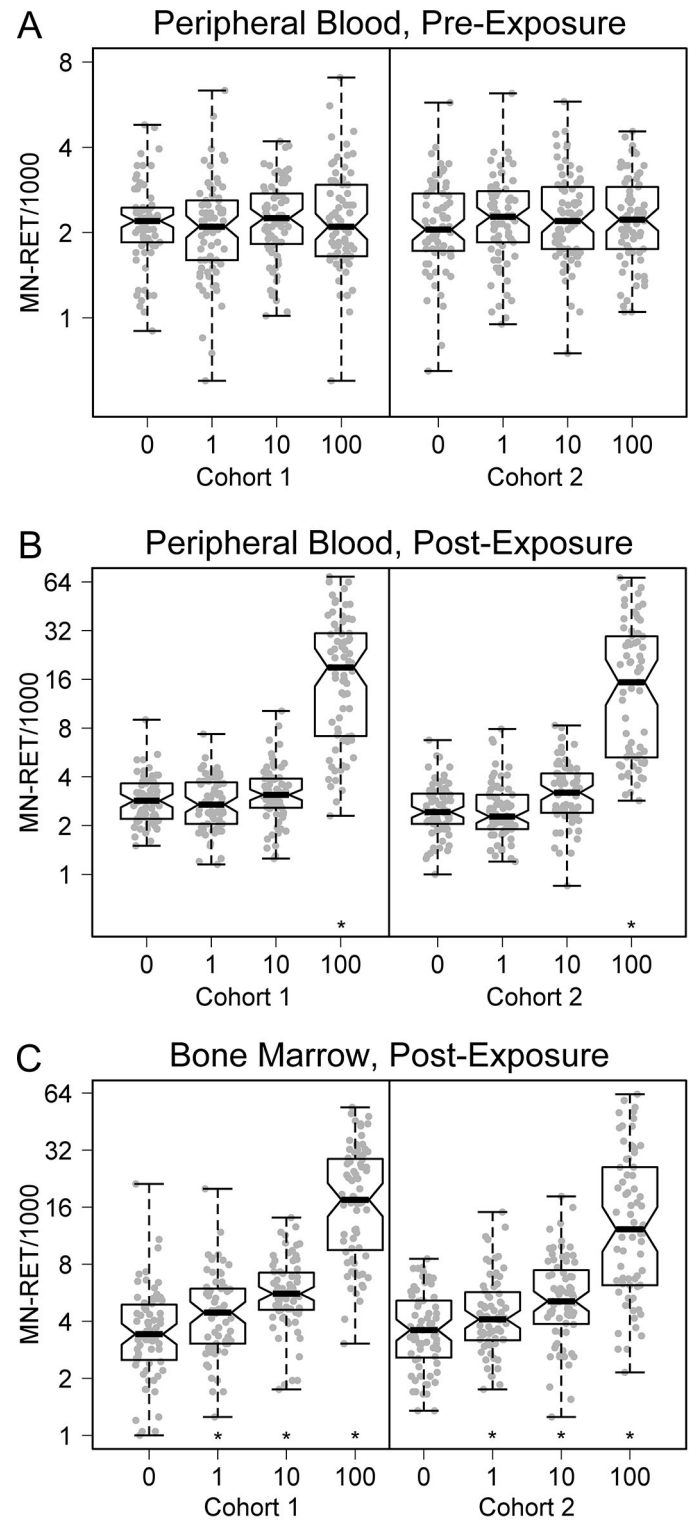 A Peripheral Blood, Pre-Exposure
MN-RET/1000
8
4
2
1
0 1 10 100 0 1 10 100
Cohort 1 Cohort 2
B Peripheral Blood, Post-Exposure
MN-RET/1000
64
32
16
8
4
2
1
* *
0 1 10 100 0 1 10 100
Cohort 1 Cohort 2
C Bone Marrow, Post-Exposure
MN-RET/1000
64
32
16
8
4
2
1
* * * * * *
0 1 10 100 0 1 10 100
Cohort 1 Cohort 2